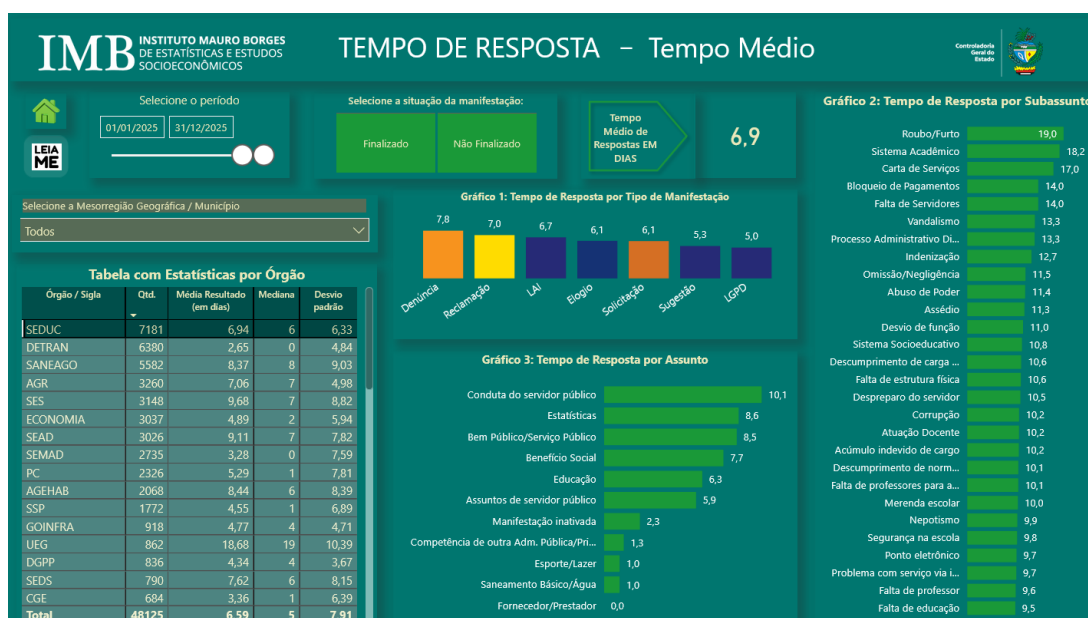 IMB
INSTITUTO MAURO BORGES
DE ESTATÍSTICAS E ESTUDOS
SOCIOECONÔMICOS
TEMPO DE RESPOSTA – Tempo Médio
Controladoria
Geral do
Estado
LEIA
ME
Selecione o período
01/01/2025 31/12/2025
Selecione a situação da manifestação:
Finalizado Não Finalizado
Tempo
Médio de
Respostas EM
DIAS
6,9
Selecione a Mesorregião Geográfica / Município
Todos
Tabela com Estatísticas por Órgão
Órgão / Sigla Qtd. Média Resultado (em dias) Mediana Desvio padrão
SEDUC 7181 6,94 6 6,33
DETRAN 6380 2,65 0 4,84
SANEAGO 5582 8,37 8 9,03
AGR 3260 7,06 7 4,98
SES 3148 9,68 7 8,82
ECONOMIA 3037 4,89 2 5,94
SEAD 3026 9,11 7 7,82
SEMAD 2735 3,28 0 7,59
PC 2326 5,29 1 7,81
AGEHAB 2068 8,44 6 8,39
SSP 1772 4,55 1 6,89
GOINFRA 918 4,77 4 4,71
UEG 862 18,68 19 10,39
DGPP 836 4,34 4 3,67
SEDS 790 7,62 6 8,15
CGE 684 3,36 1 6,39
Total 48125 6,59 5 7,91
Gráfico 1: Tempo de Resposta por Tipo de Manifestação
7,8 7,0 6,7 6,1 6,1 5,3 5,0
Denúncia Reclamação LAI Elogio Solicitação Sugestão LGPD
Gráfico 3: Tempo de Resposta por Assunto
Conduta do servidor público 10,1
Estatísticas 8,6
Bem Público/Serviço Público 8,5
Benefício Social 7,7
Educação 6,3
Assuntos de servidor público 5,9
Manifestação inativada 2,3
Competência de outra Adm. Pública/Pri... 1,3
Esporte/Lazer 1,0
Saneamento Básico/Água 1,0
Fornecedor/Prestador 0,0
Gráfico 2: Tempo de Resposta por Subassunto
Roubo/Furto 19,0
Sistema Acadêmico 18,2
Carta de Serviços 17,0
Bloqueio de Pagamentos 14,0
Falta de Servidores 14,0
Vandalismo 13,3
Processo Administrativo Di... 13,3
Indenização 12,7
Omissão/Negligência 11,5
Abuso de Poder 11,4
Assédio 11,3
Desvio de função 11,0
Sistema Socioeducativo 10,8
Descumprimento de carga ... 10,6
Falta de estrutura física 10,6
Despreparo do servidor 10,5
Corrupção 10,2
Atuação Docente 10,2
Acúmulo indevido de cargo 10,2
Descumprimento de norm... 10,1
Falta de professores para a... 10,1
Merenda escolar 10,0
Nepotismo 9,9
Segurança na escola 9,8
Ponto eletrônico 9,7
Problema com serviço via i... 9,7
Falta de professor 9,6
Falta de educação 9,5